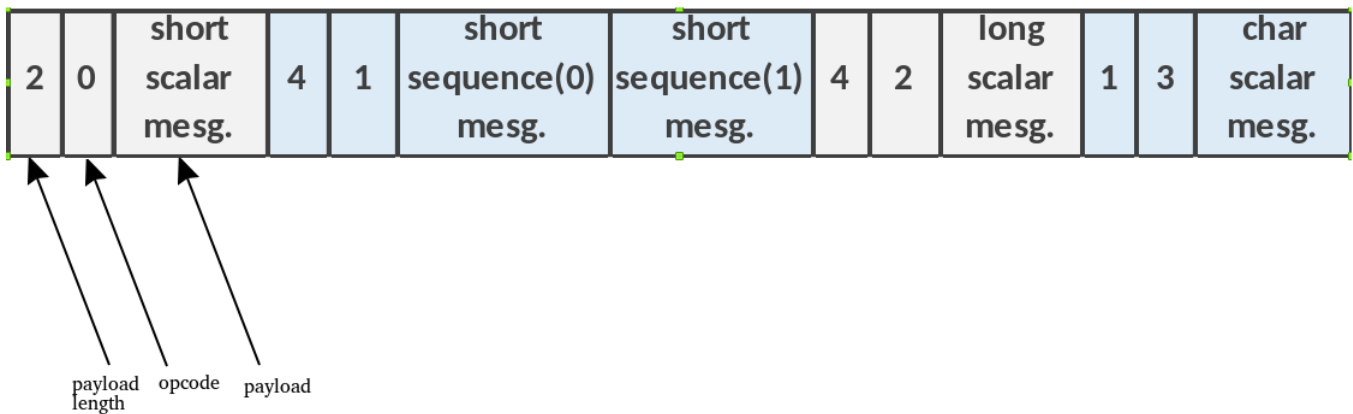 2 0 short scalar mesg. 4 1 short sequence(0) mesg. short sequence(1) mesg. 4 2 long scalar mesg. 1 3 char scalar mesg.
payload length
opcode
payload